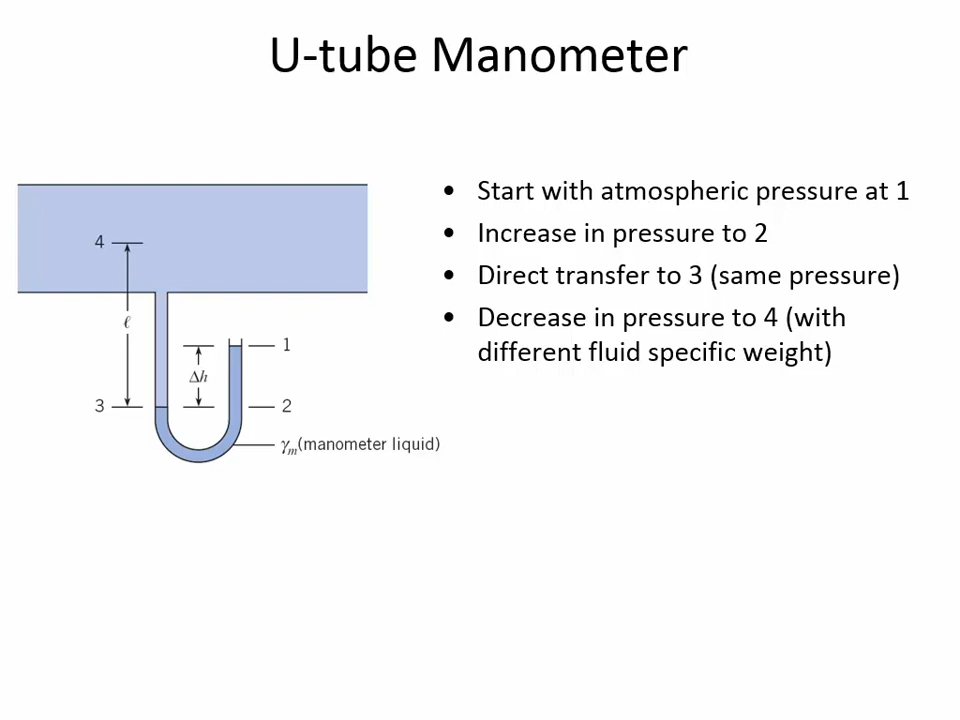 U-tube Manometer
• Start with atmospheric pressure at 1
• Increase in pressure to 2
• Direct transfer to 3 (same pressure)
• Decrease in pressure to 4 (with
different fluid specific weight)
4
ℓ
1
Δh
3
2
γm(manometer liquid)